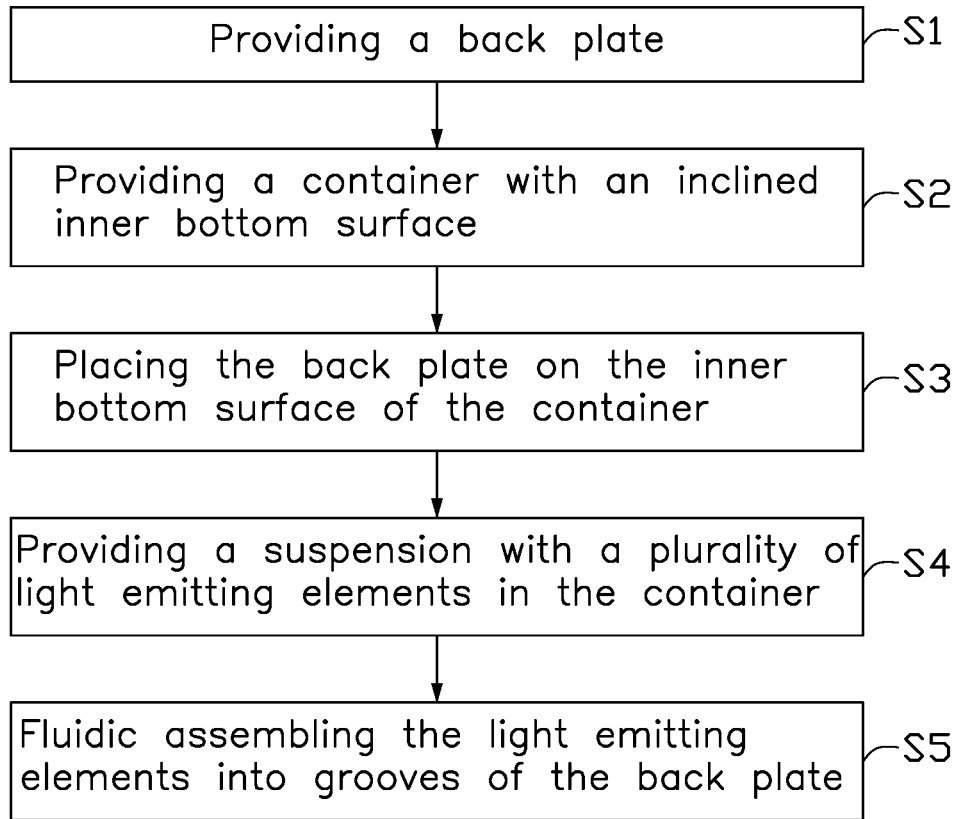 Providing a back plate
S1
Providing a container with an inclined
inner bottom surface
S2
Placing the back plate on the inner
bottom surface of the container
S3
Providing a suspension with a plurality of
light emitting elements in the container
S4
Fluidic assembling the light emitting
elements into grooves of the back plate
S5